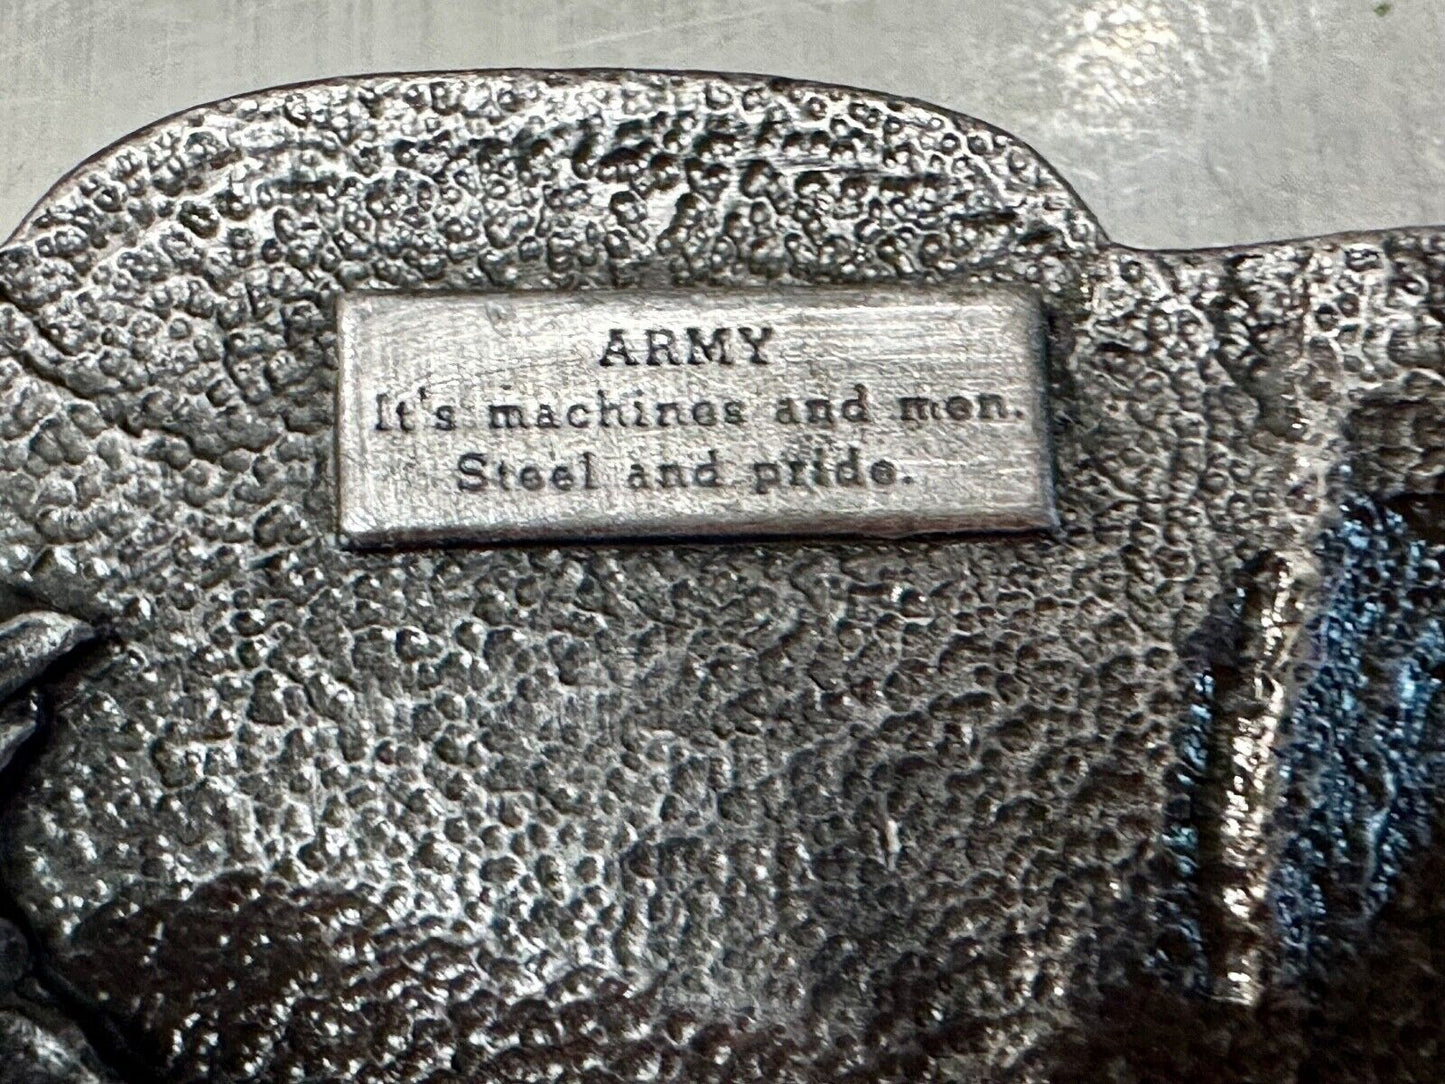 ARMY
It's machines and men.
Steel and pride.